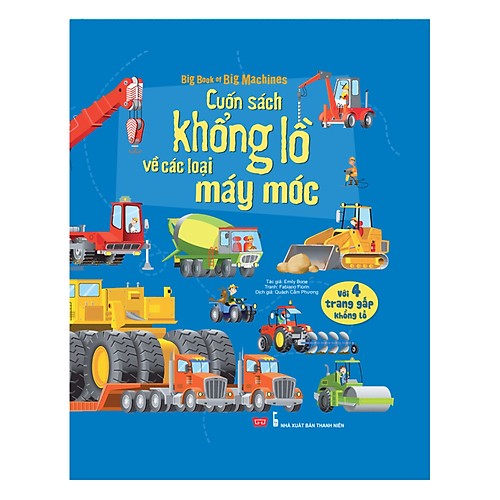 Big Book of Big Machines
Cuốn sách
khổng lồ
về các loại
máy móc
Tác giả: Emily Bone
Tranh: Fabiano Fiorin
Dịch giả: Quách Cẩm Phương
Với 4
trang gấp
khổng lồ
NHÀ XUẤT BẢN THANH NIÊN